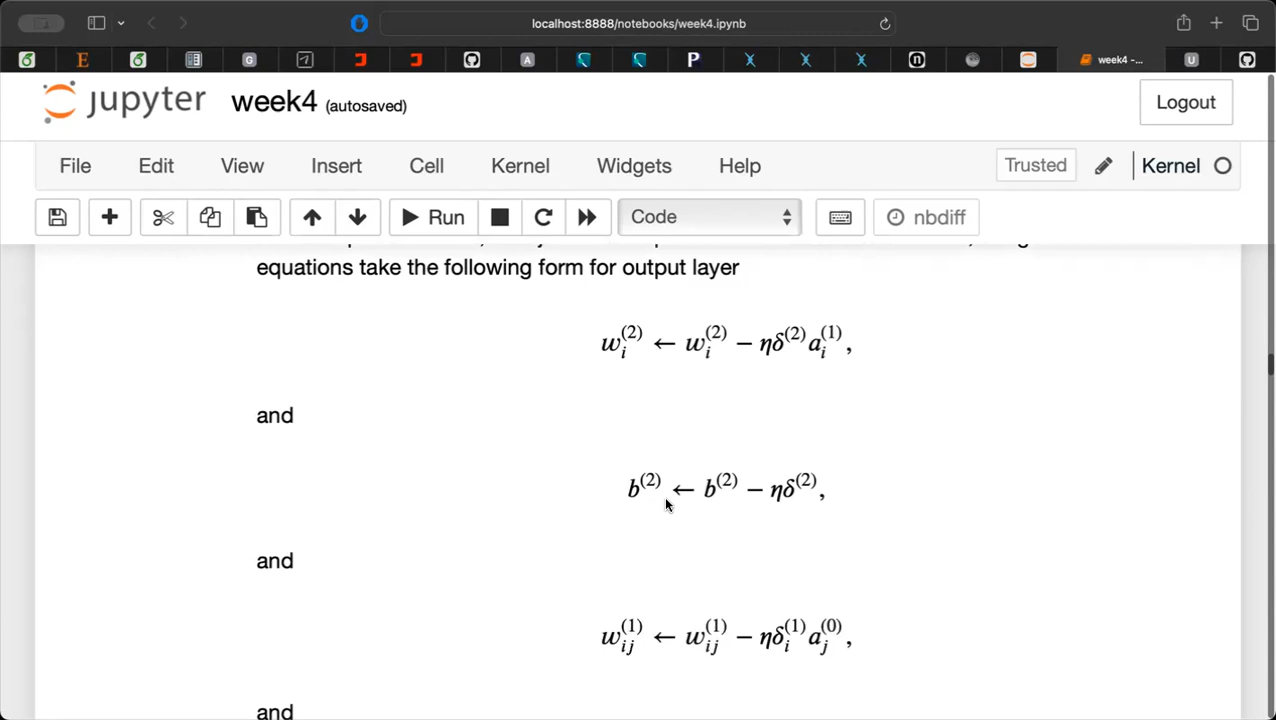 localhost:8888/notebooks/week4.ipynb
week4 -...
jupyter week4 (autosaved)
Logout
File Edit View Insert Cell Kernel Widgets Help
Trusted
Kernel
Run
Code
nbdiff
equations take the following form for output layer
w_i^{(2)} ← w_i^{(2)} − ηδ^{(2)} a_i^{(1)},
and
b^{(2)} ← b^{(2)} − ηδ^{(2)},
and
w_{ij}^{(1)} ← w_{ij}^{(1)} − ηδ_i^{(1)} a_j^{(0)},
and